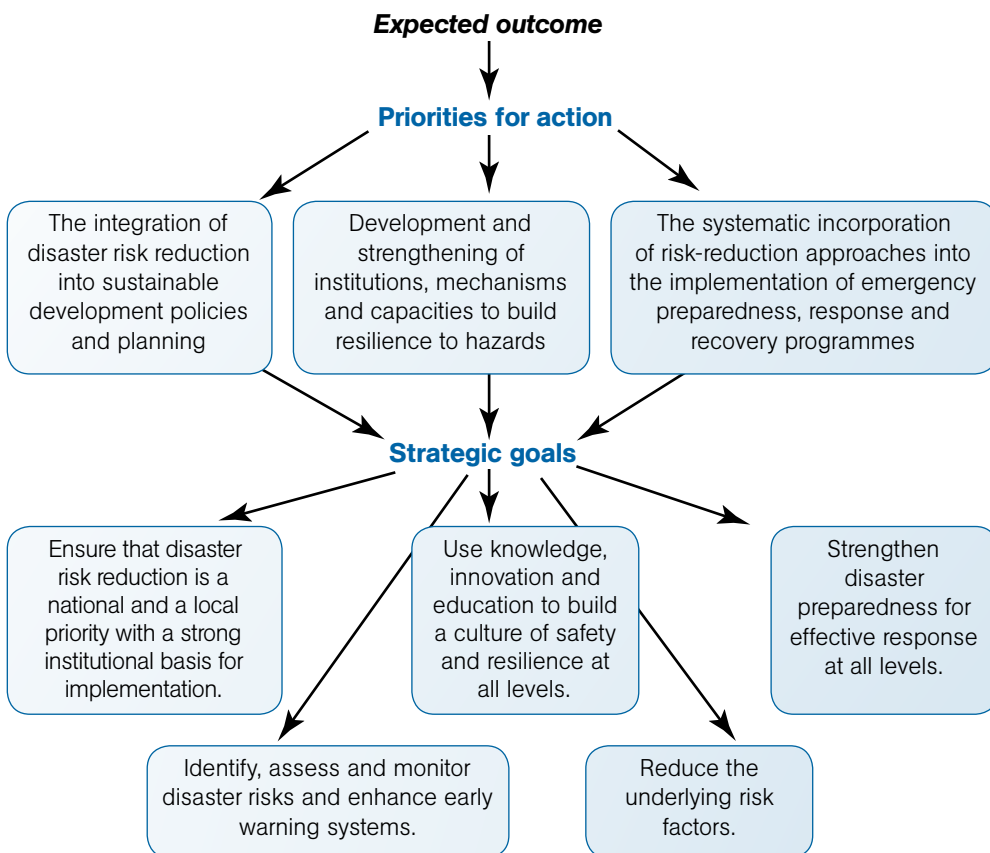 Expected outcome
Priorities for action
The integration of
disaster risk reduction
into sustainable
development policies
and planning
Development and
strengthening of
institutions, mechanisms
and capacities to build
resilience to hazards
The systematic incorporation
of risk-reduction approaches into
the implementation of emergency
preparedness, response and
recovery programmes
Strategic goals
Ensure that disaster
risk reduction is a
national and a local
priority with a strong
institutional basis for
implementation.
Use knowledge,
innovation and
education to build
a culture of safety
and resilience at
all levels.
Strengthen
disaster
preparedness for
effective response
at all levels.
Identify, assess and monitor
disaster risks and enhance early
warning systems.
Reduce the
underlying risk
factors.